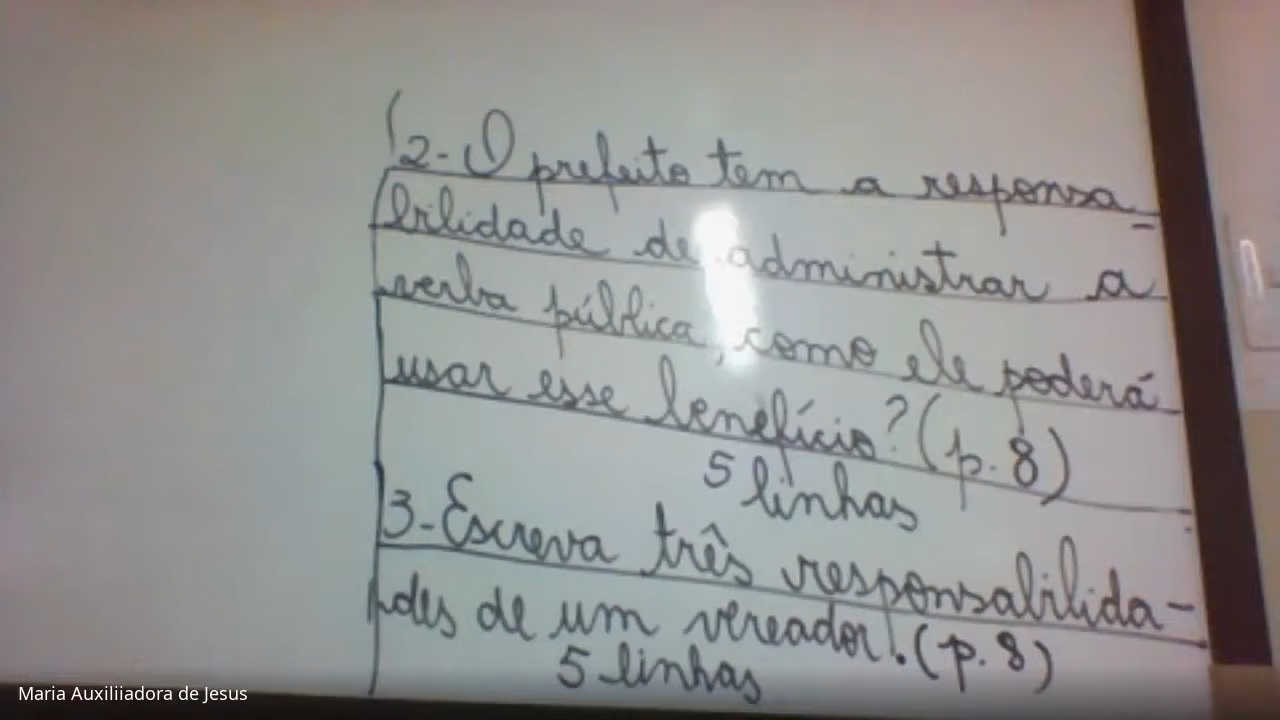 2- O prefeito tem a responsa-
bilidade de administrar a
verba pública, como ele poderá
usar esse benefício? (p. 8)
5 linhas
3- Escreva três responsabilida-
des de um vereador. (p. 8)
5 linhas
Maria Auxiliiadora de Jesus